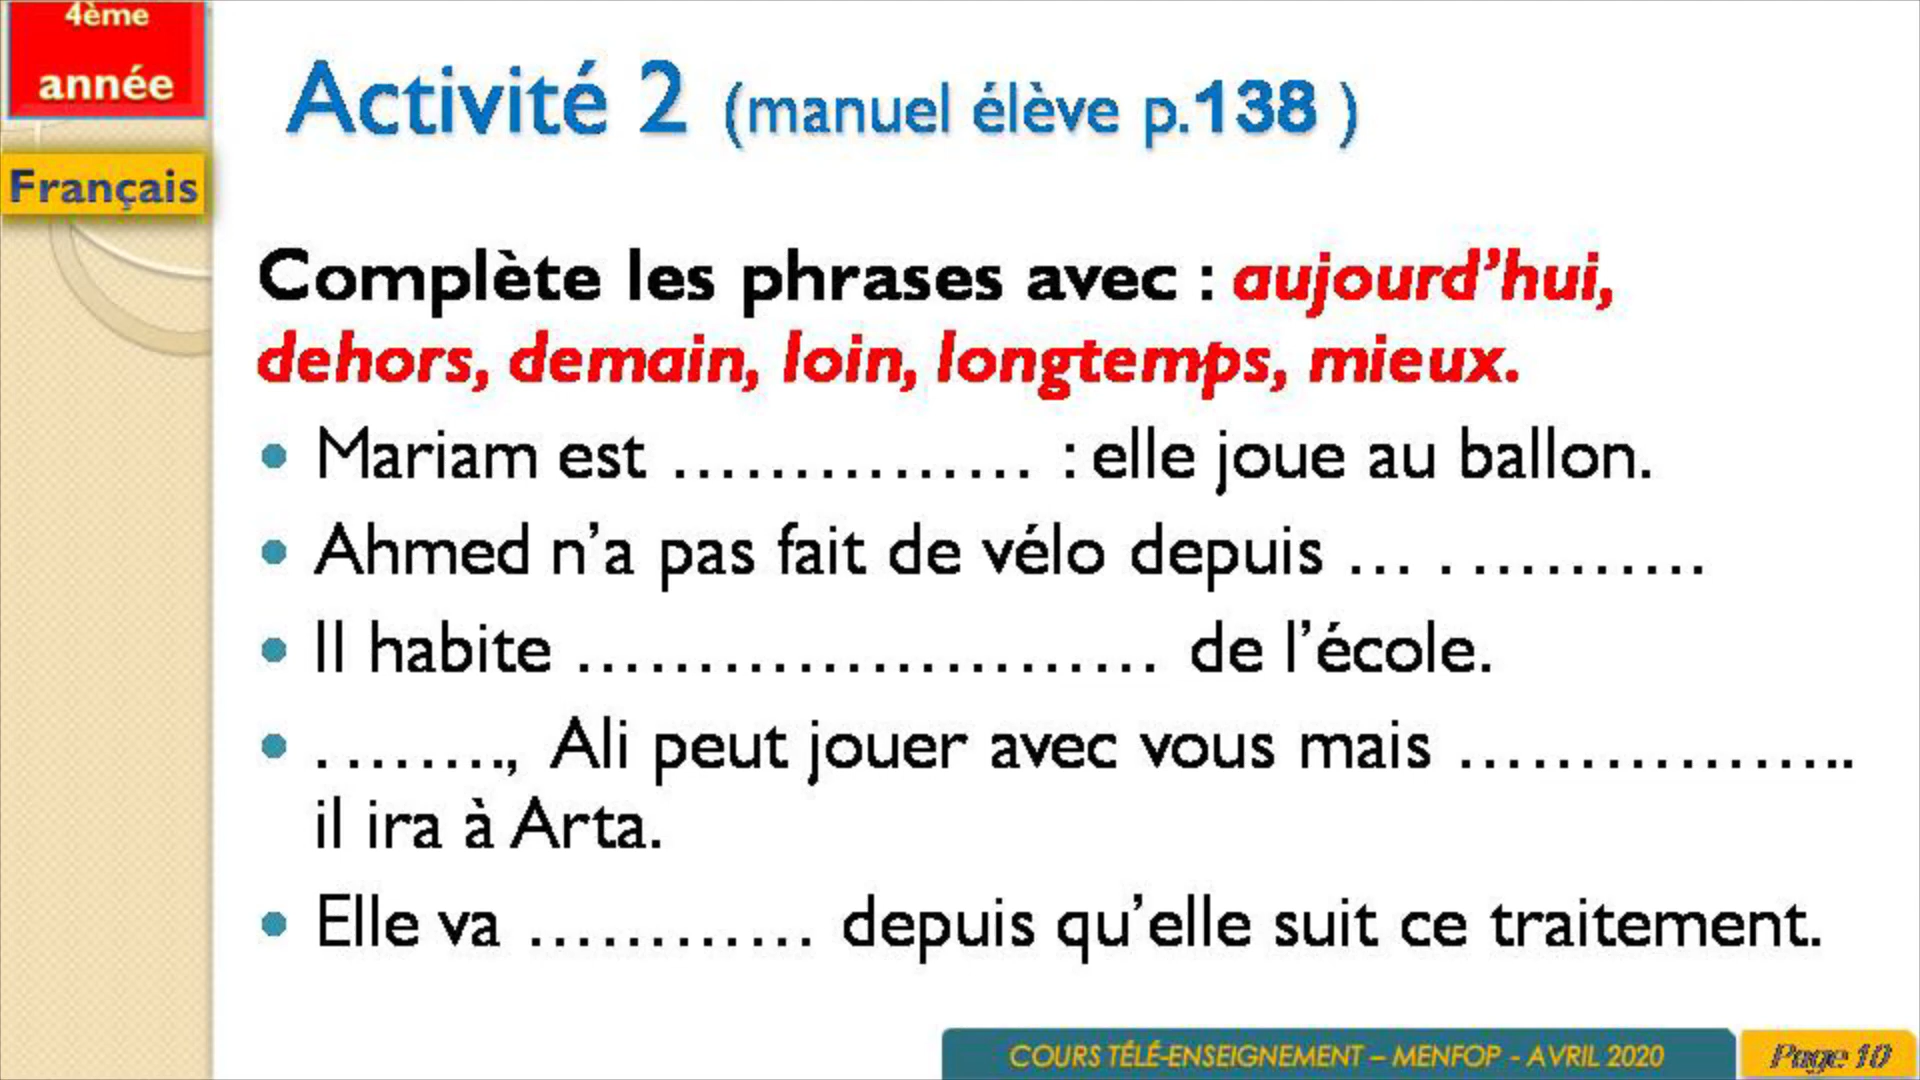 4ème
année
Français
Activité 2 (manuel élève p.138 )
Complète les phrases avec : aujourd’hui,
dehors, demain, loin, longtemps, mieux.
• Mariam est …………… : elle joue au ballon.
• Ahmed n’a pas fait de vélo depuis … . ……….
• Il habite …………………… de l’école.
• . ……., Ali peut jouer avec vous mais ……………..
il ira à Arta.
• Elle va ………… depuis qu’elle suit ce traitement.
COURS TÉLÉ-ENSEIGNEMENT – MENFOP - AVRIL 2020
Page 10